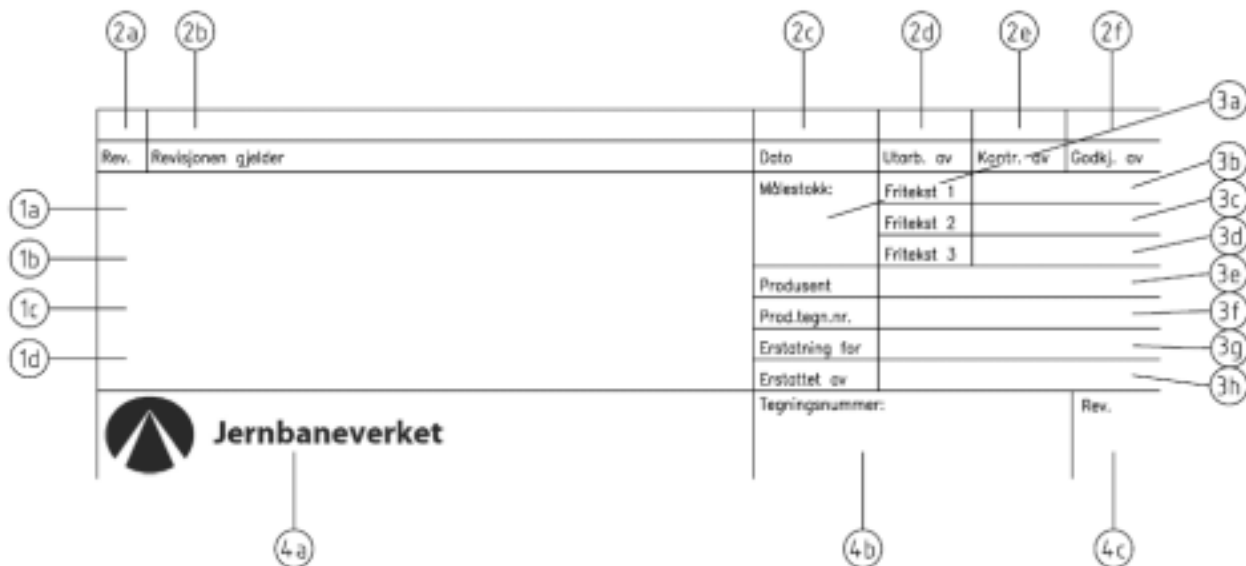 2a 2b 2c 2d 2e 2f
3a
Rev. Revisjonen gjelder Dato Utarb. av Kontr. av Godkj. av
3b
Målestokk: Fritekst 1
1a
3c
Fritekst 2
3d
1b
Fritekst 3
3e
Produsent
1c
3f
Prod.tegn.nr.
3g
Erstatning for
1d
3h
Erstattet av
Tegningsnummer: Rev.
Jernbaneverket
4a 4b 4c